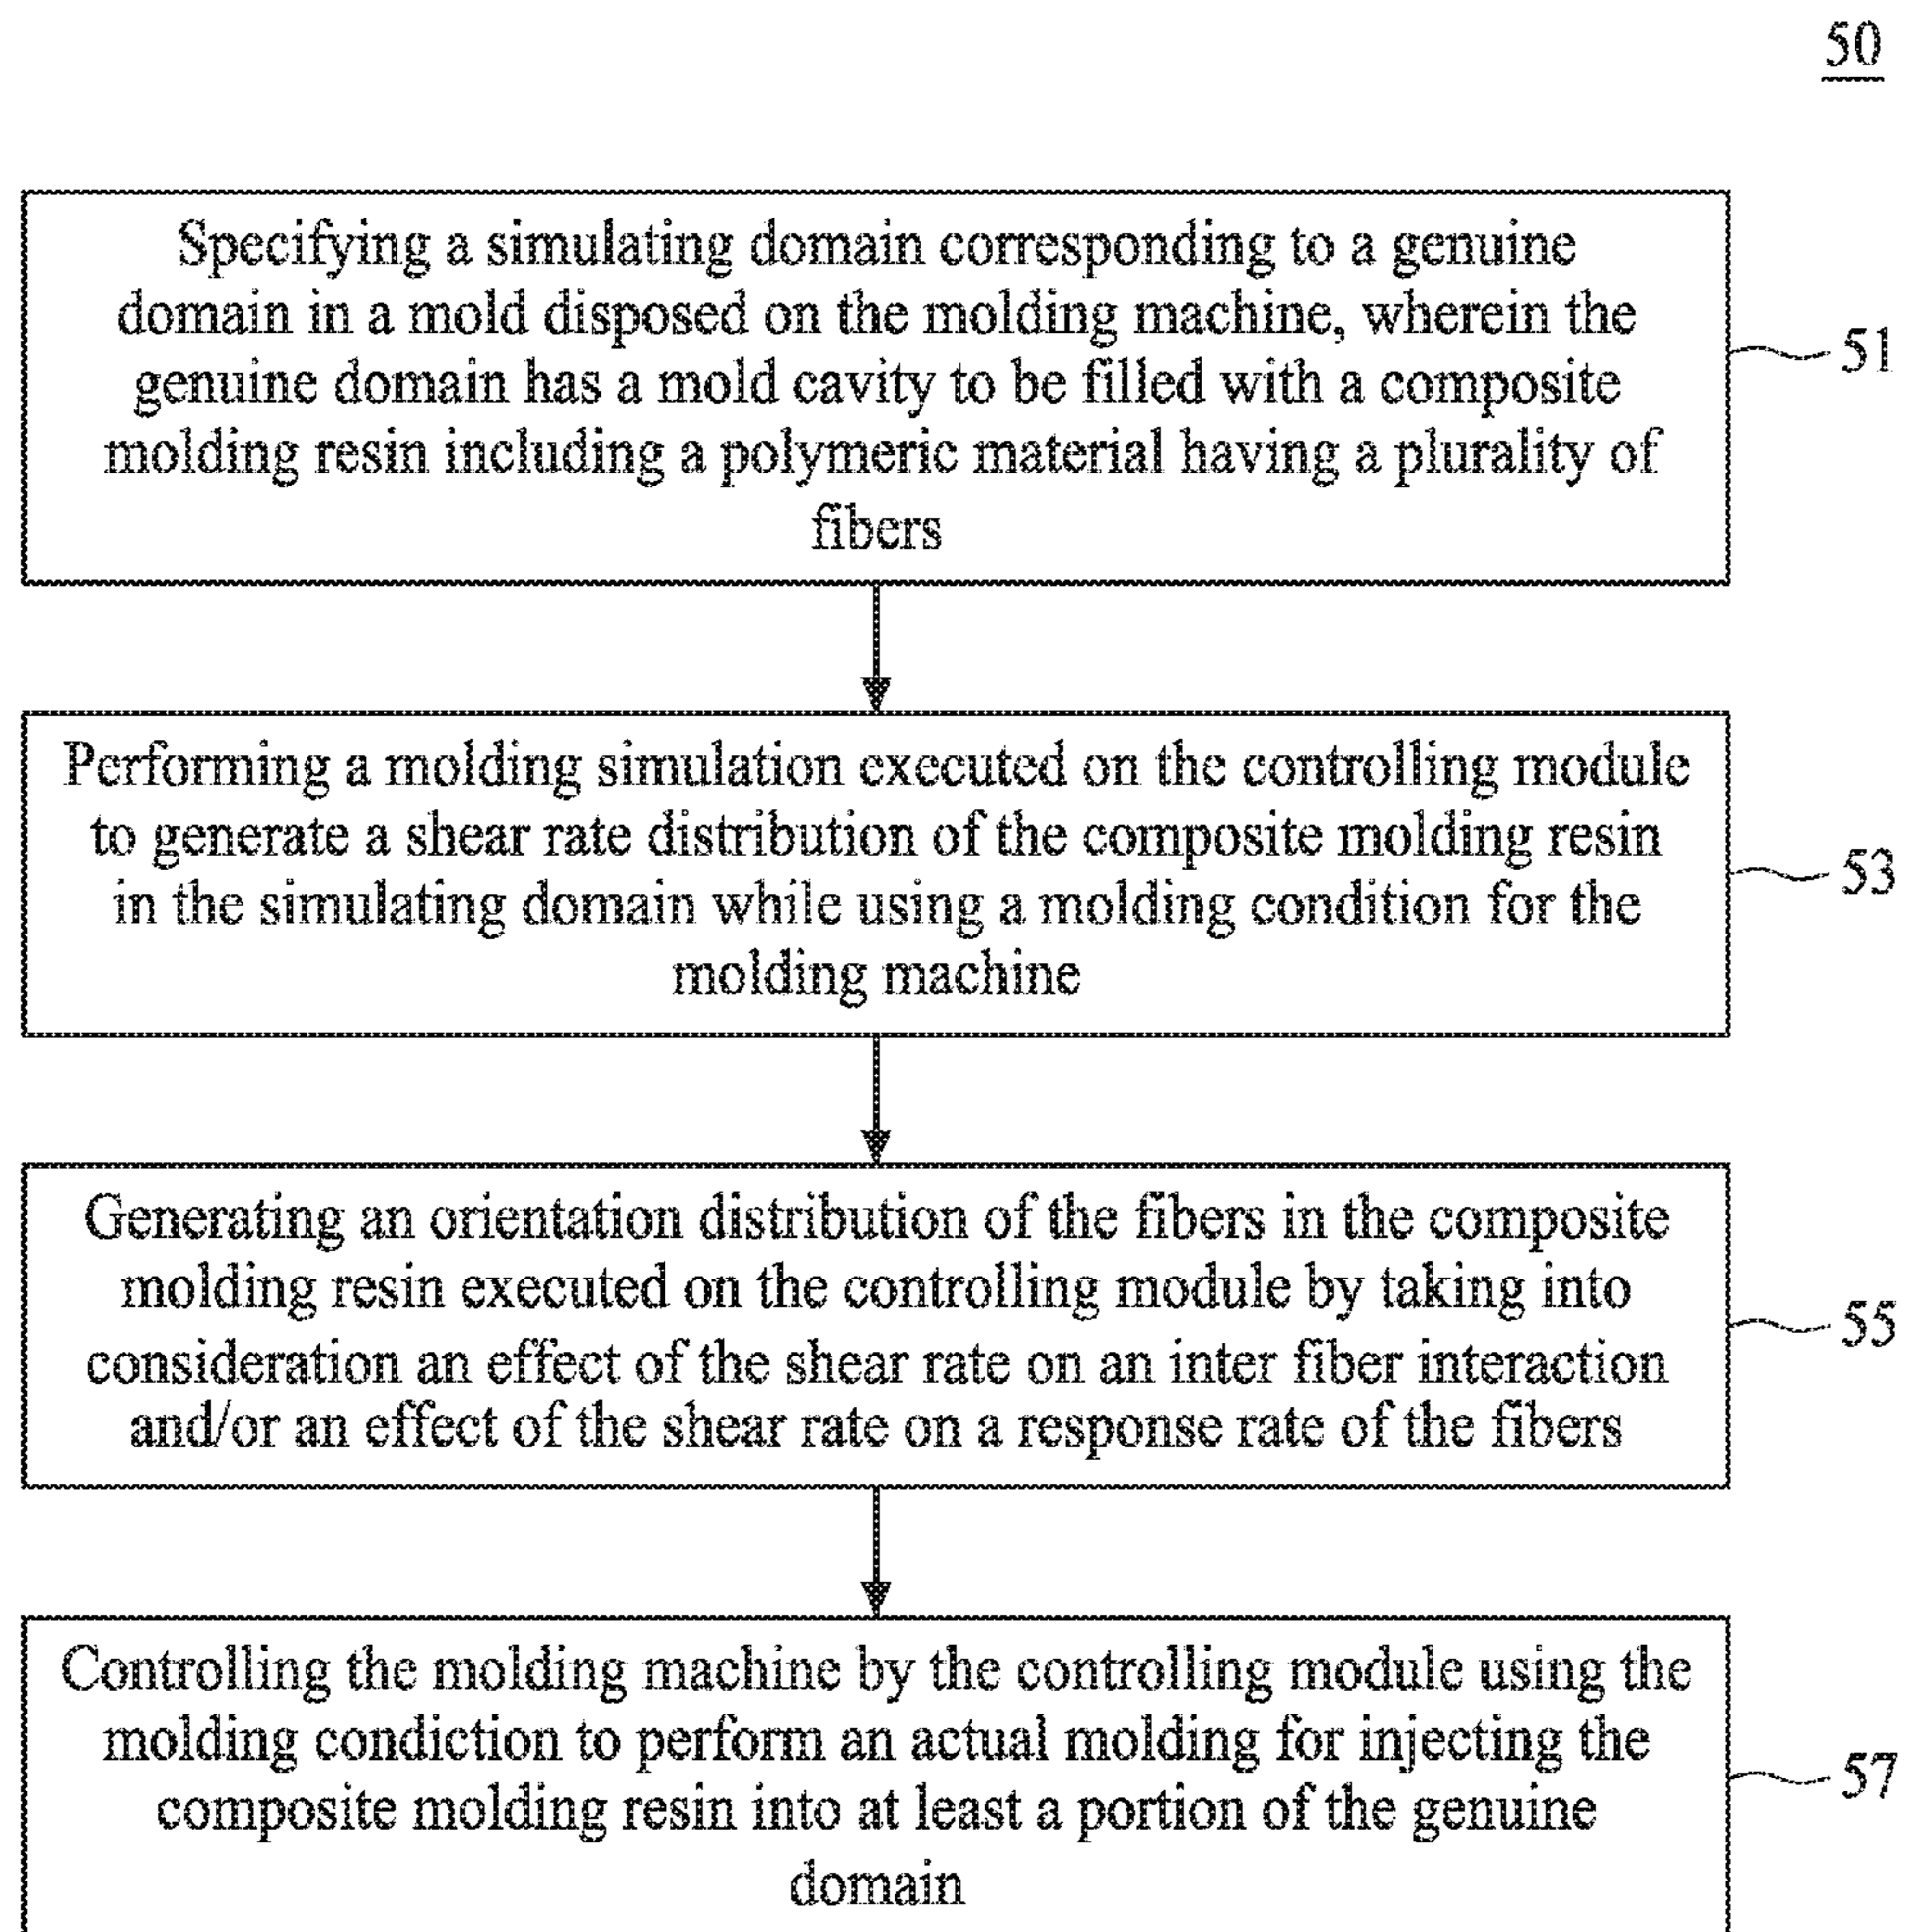 50
Specifying a simulating domain corresponding to a genuine
domain in a mold disposed on the molding machine, wherein the
genuine domain has a mold cavity to be filled with a composite
molding resin including a polymeric material having a plurality of
fibers
51
Performing a molding simulation executed on the controlling module
to generate a shear rate distribution of the composite molding resin
in the simulating domain while using a molding condition for the
molding machine
53
Generating an orientation distribution of the fibers in the composite
molding resin executed on the controlling module by taking into
consideration an effect of the shear rate on an inter fiber interaction
and/or an effect of the shear rate on a response rate of the fibers
55
Controlling the molding machine by the controlling module using the
molding condiction to perform an actual molding for injecting the
composite molding resin into at least a portion of the genuine
domain
57